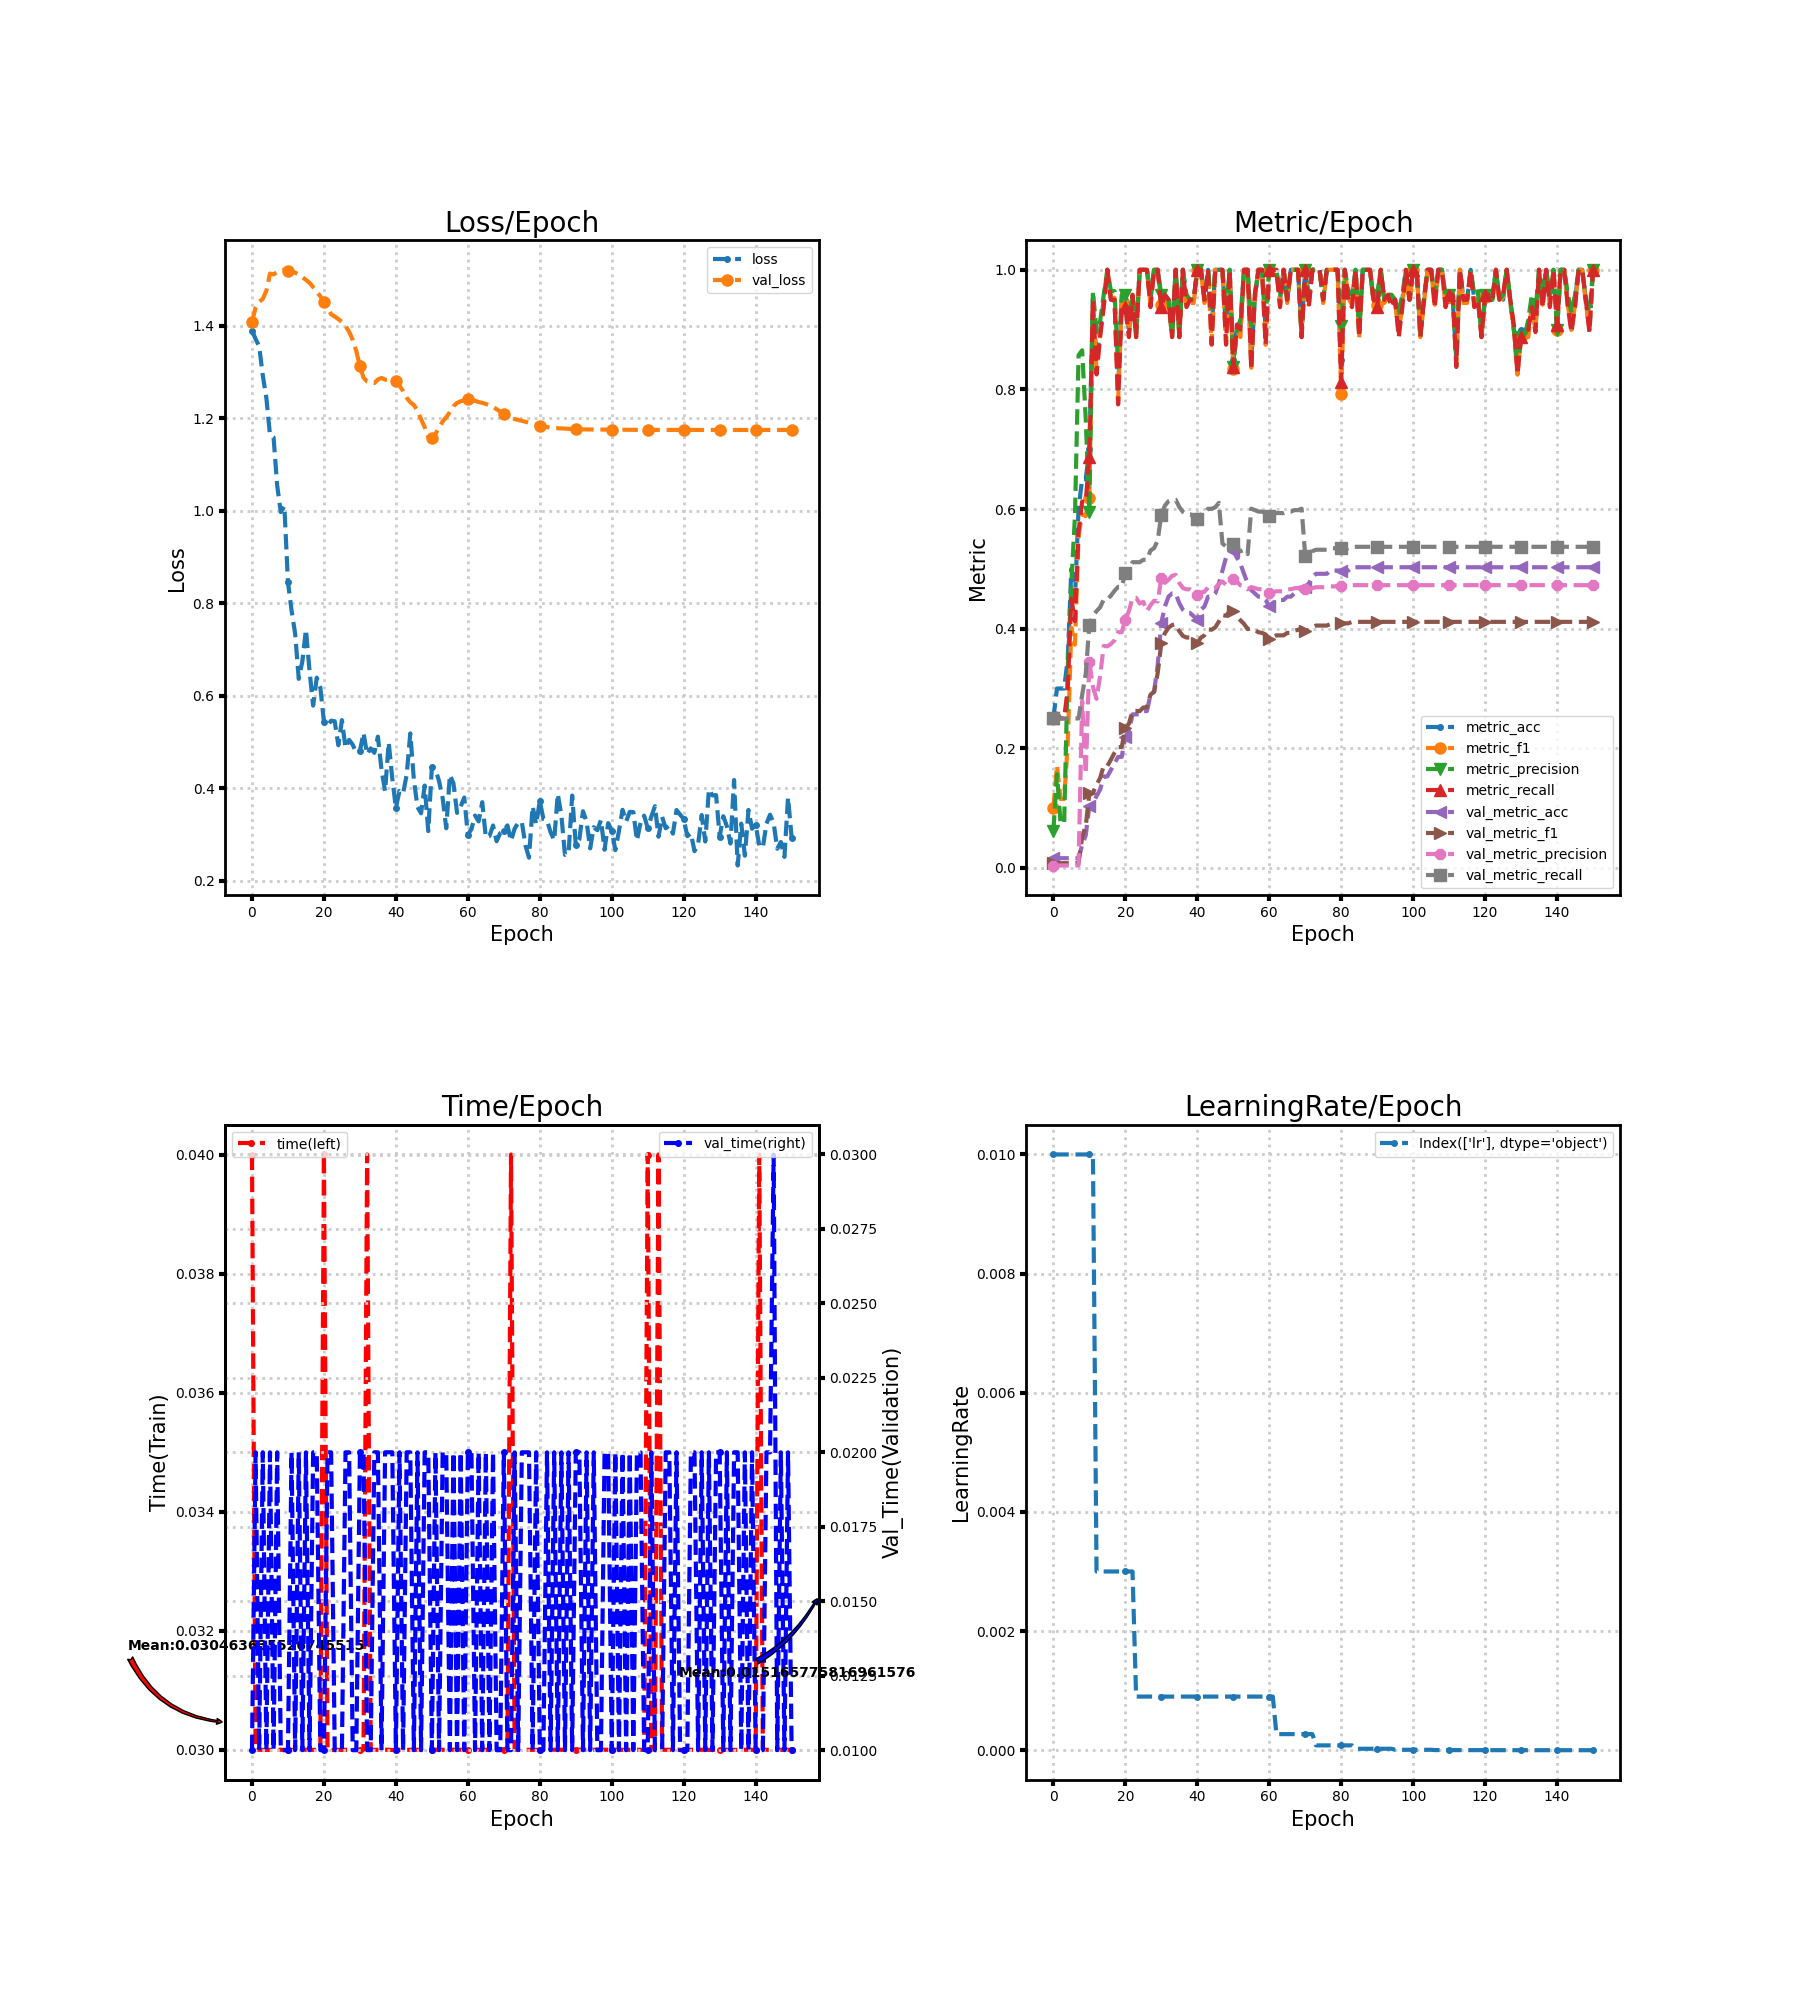 Loss/Epoch
loss
val_loss
1.4
1.2
1.0
0.8
0.6
0.4
0.2
Loss
0 20 40 60 80 100 120 140
Epoch
Metric/Epoch
1.0
0.8
0.6
0.4
0.2
0.0
Metric
metric_acc
metric_f1
metric_precision
metric_recall
val_metric_acc
val_metric_f1
val_metric_precision
val_metric_recall
0 20 40 60 80 100 120 140
Epoch
Time/Epoch
time(left)
val_time(right)
0.040
0.038
0.036
0.034
0.032
0.030
Time(Train)
0.0300
0.0275
0.0250
0.0225
0.0200
0.0175
0.0150
0.0125
0.0100
Val_Time(Validation)
Mean:0.015165775816961576
0 20 40 60 80 100 120 140
Epoch
LearningRate/Epoch
Index(['lr'], dtype='object')
0.010
0.008
0.006
0.004
0.002
0.000
LearningRate
0 20 40 60 80 100 120 140
Epoch